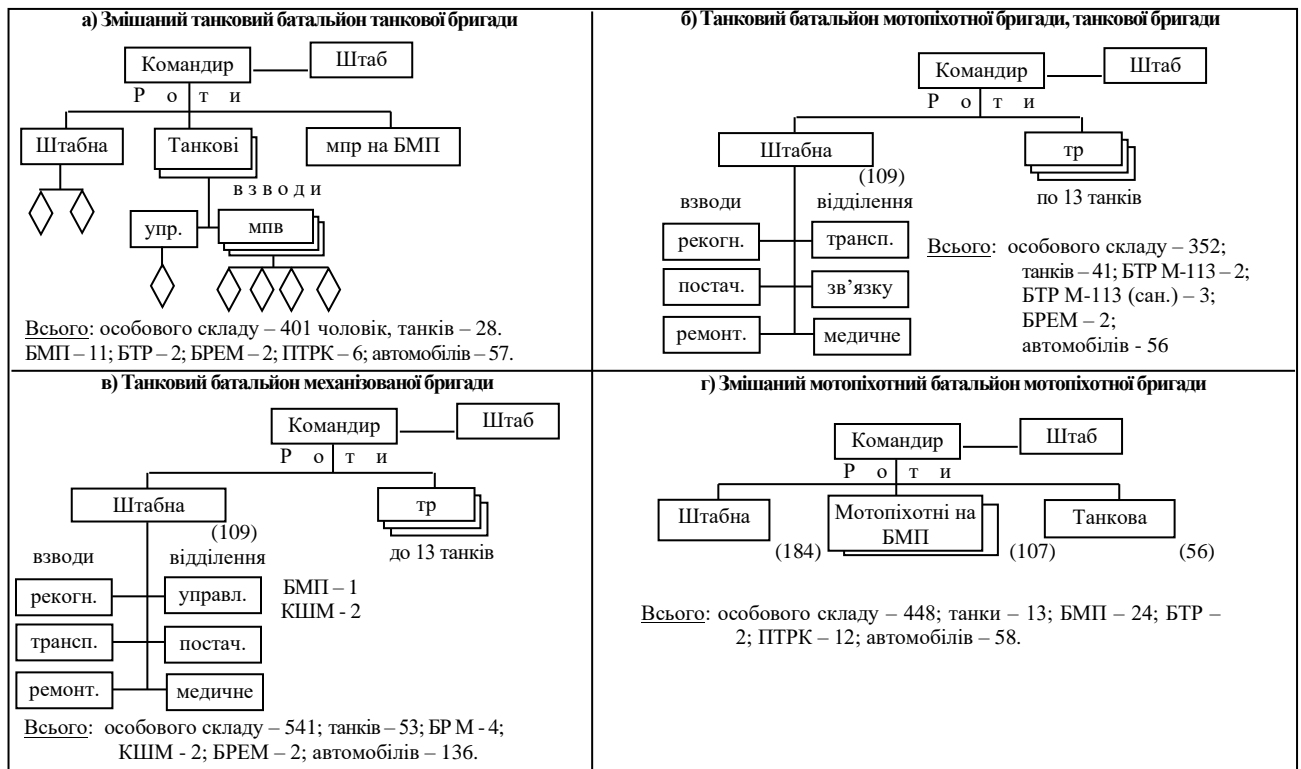 а) Змішаний танковий батальйон танкової бригади
Командир
Штаб
Р о т и
Штабна
Танкові
мпр на БМП
в з в о д и
упр.
мпв
Всього: особового складу – 401 чоловік, танків – 28.
БМП – 11; БТР – 2; БРЕМ – 2; ПТРК – 6; автомобілів – 57.
б) Танковий батальйон мотопіхотної бригади, танкової бригади
Командир
Штаб
Р о т и
Штабна
тр
(109)
по 13 танків
взводи
відділення
рекогн.
трансп.
постач.
зв’язку
ремонт.
медичне
Всього: особового складу – 352;
танків – 41; БТР М-113 – 2;
БТР М-113 (сан.) – 3;
БРЕМ – 2;
автомобілів - 56
в) Танковий батальйон механізованої бригади
Командир
Штаб
Р о т и
Штабна
тр
(109)
до 13 танків
взводи
відділення
рекогн.
управл.
БМП – 1
КШМ - 2
трансп.
постач.
ремонт.
медичне
Всього: особового складу – 541; танків – 53; БР М - 4;
КШМ - 2; БРЕМ – 2; автомобілів – 136.
г) Змішаний мотопіхотний батальйон мотопіхотної бригади
Командир
Штаб
Р о т и
Штабна
Мотопіхотні на
БМП
Танкова
(184)
(107)
(56)
Всього: особового складу – 448; танки – 13; БМП – 24; БТР –
2; ПТРК – 12; автомобілів – 58.